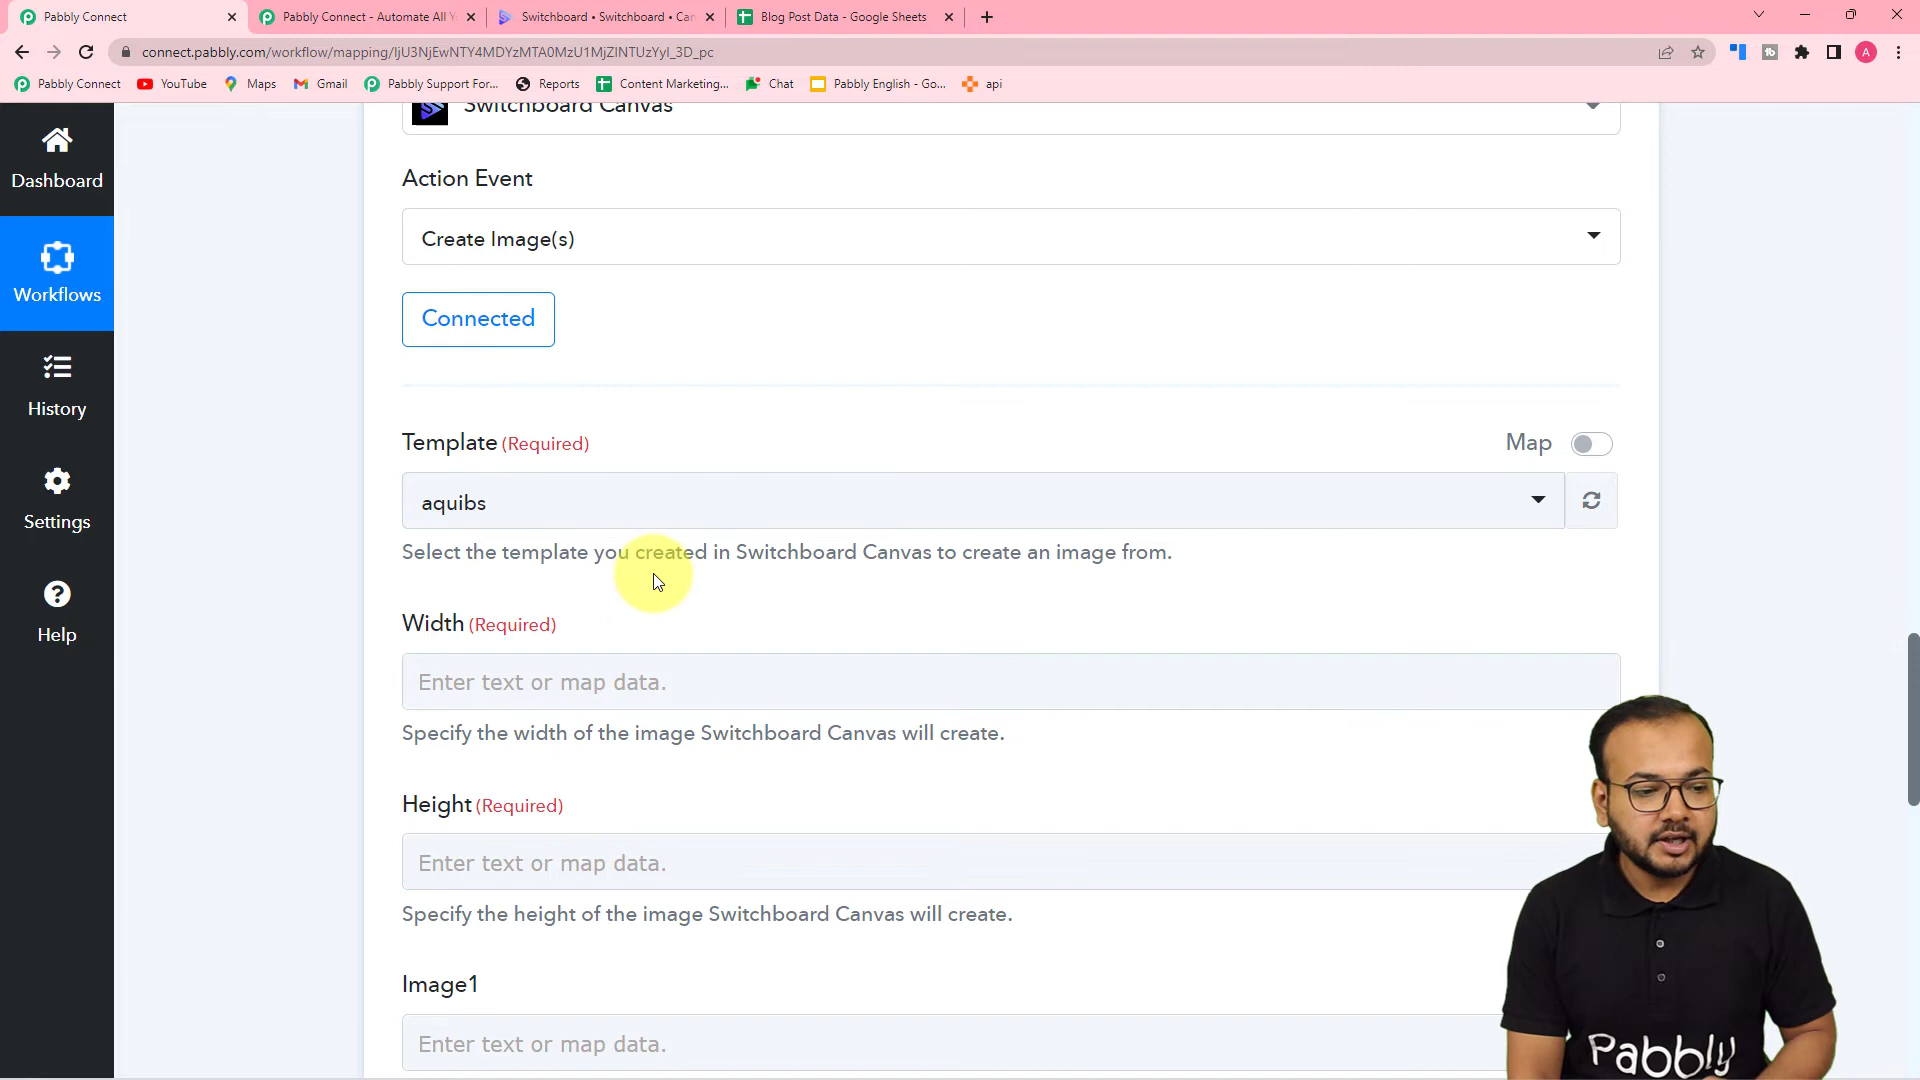 Pabbly Connect
Pabbly Connect - Automate All Y
Switchboard • Switchboard • Can
Blog Post Data - Google Sheets
connect.pabbly.com/workflow/mapping/
Pabbly Connect
YouTube
Maps
Gmail
Pabbly Support For...
Reports
Content Marketing...
Chat
Pabbly English - Go...
api
A
Dashboard
Workflows
History
Settings
Help
Switchboard Canvas
Action Event
Create Image(s)
Connected
Template (Required)
Map
aquibs
Select the template you created in Switchboard Canvas to create an image from.
Width (Required)
Enter text or map data.
Specify the width of the image Switchboard Canvas will create.
Height (Required)
Enter text or map data.
Specify the height of the image Switchboard Canvas will create.
Image1
Enter text or map data.
Pabbly